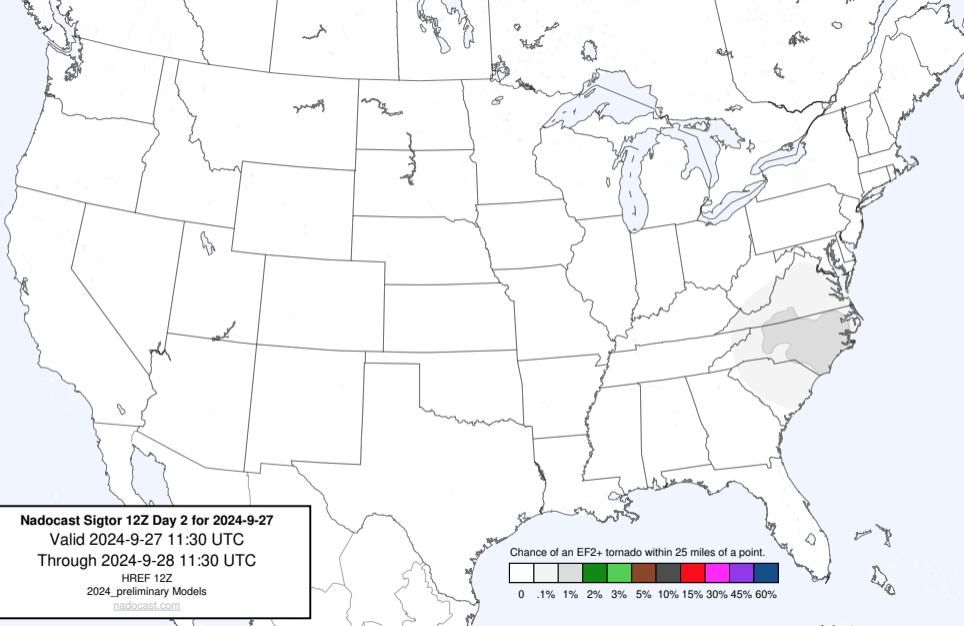 Nadocast Sigtor 12Z Day 2 for 2024-9-27
Valid 2024-9-27 11:30 UTC
Through 2024-9-28 11:30 UTC
HREF 12Z
2024_preliminary Models
nadocast.com
Chance of an EF2+ tornado within 25 miles of a point.
0 .1% 1% 2% 3% 5% 10% 15% 30% 45% 60%